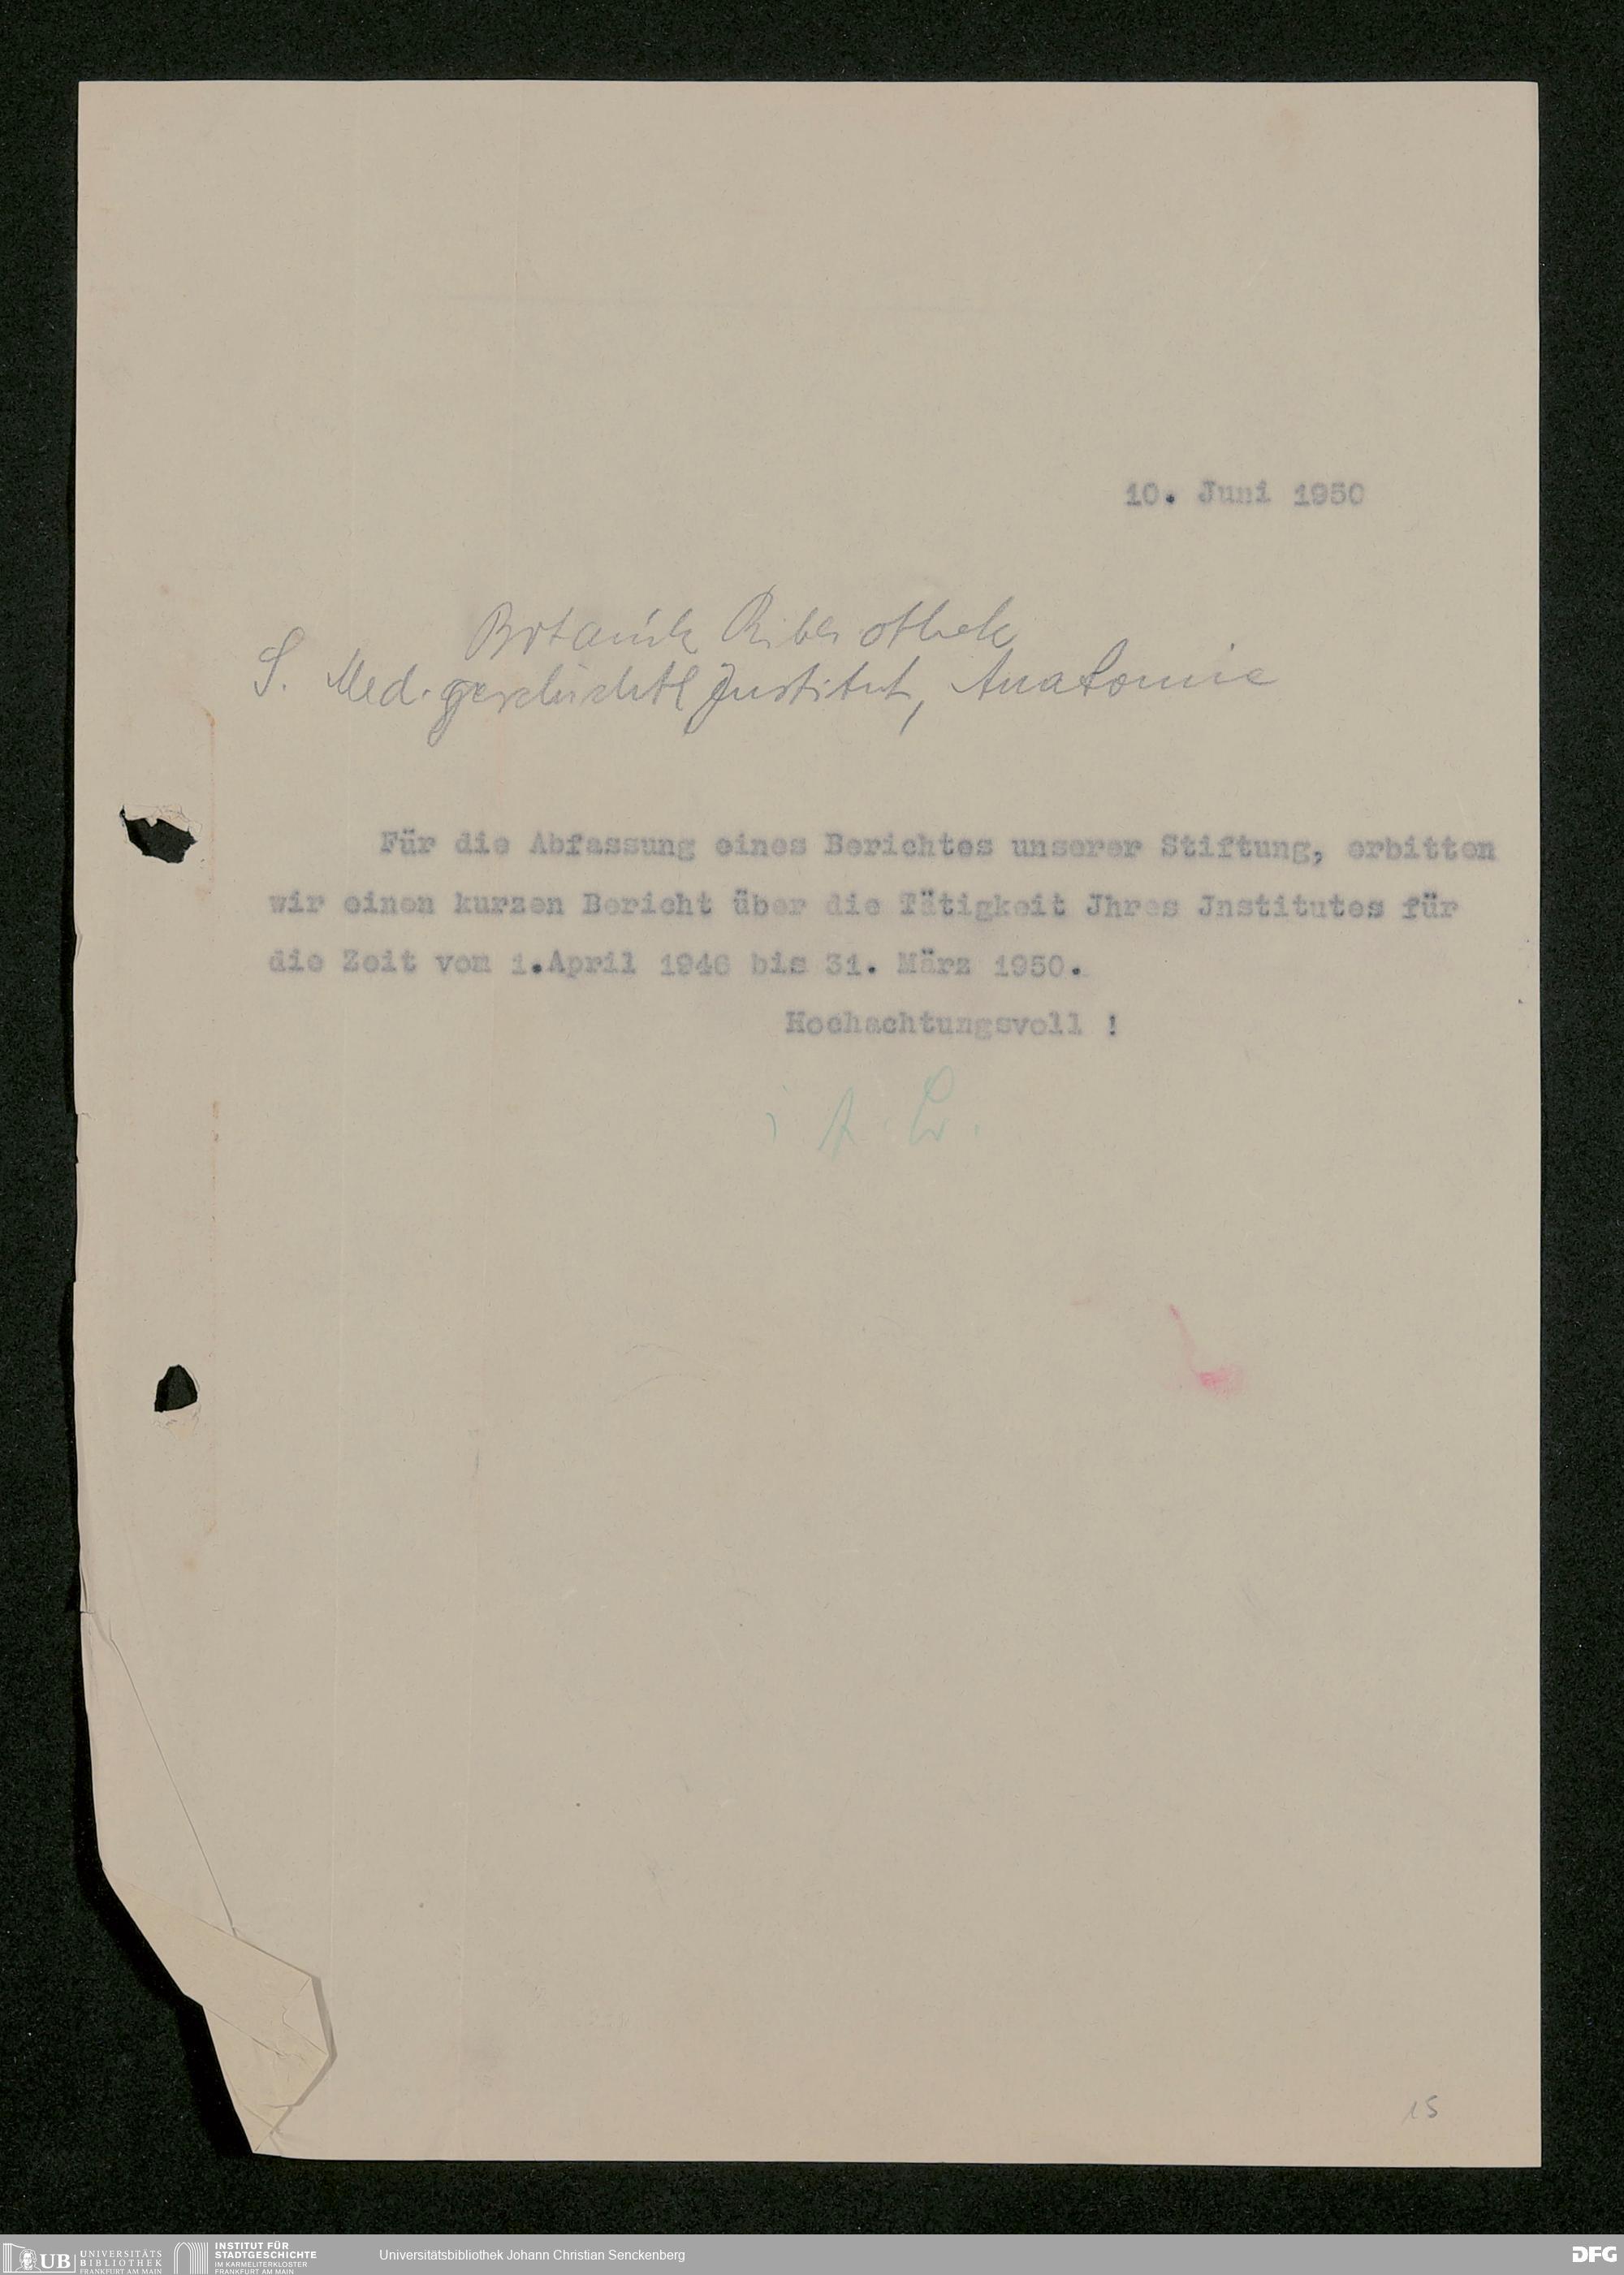 10. Juni 1950
Botanik Bibliothek
S. Med. geschichtl Institut, Anatomie
Für die Abfassung eines Berichtes unserer Stiftung, erbitten
wir einen kurzen Bericht über die Tätigkeit Jhres Jnstitutes für
die Zeit vom 1.April 1946 bis 31. März 1950.
Hochachtungsvoll !
i A
15
UB UNIVERSITÄTS
BIBLIOTHEK
FRANKFURT AM MAIN
INSTITUT FÜR
STADTGESCHICHTE
IM KARMELITERKLOSTER
FRANKFURT AM MAIN
Universitätsbibliothek Johann Christian Senckenberg
DFG